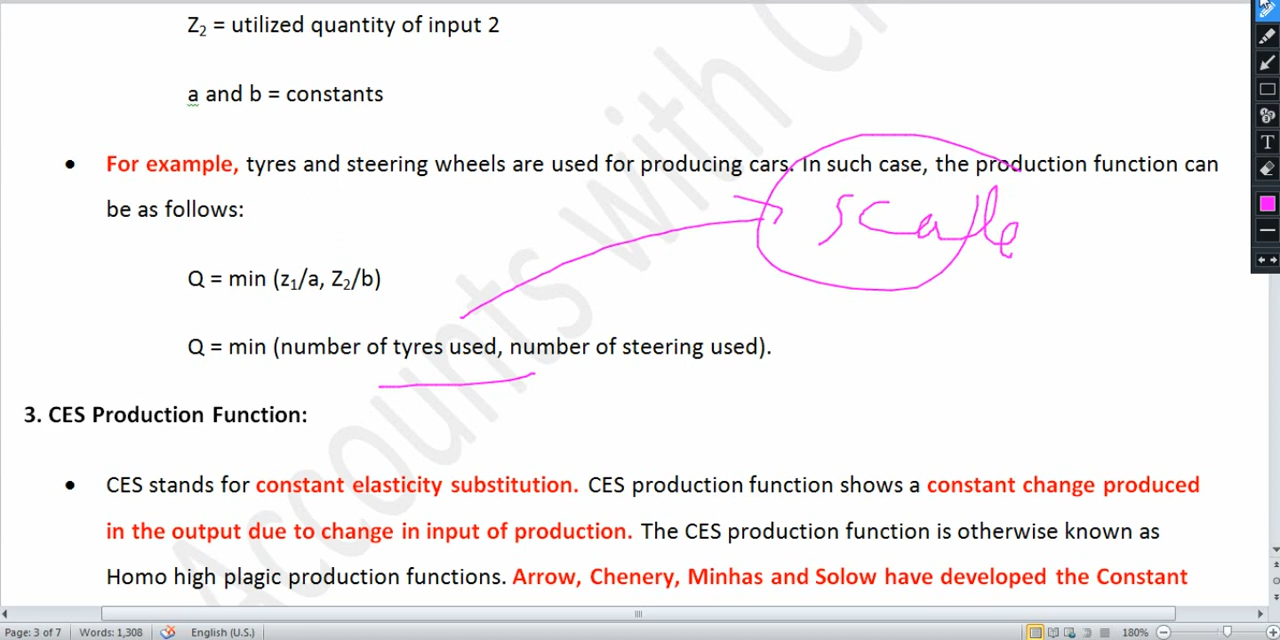 Z₂ = utilized quantity of input 2
a and b = constants
• For example, tyres and steering wheels are used for producing cars. In such case, the production function can
be as follows:
scale
Q = min (z₁/a, Z₂/b)
Q = min (number of tyres used, number of steering used).
3. CES Production Function:
• CES stands for constant elasticity substitution. CES production function shows a constant change produced
in the output due to change in input of production. The CES production function is otherwise known as
Homo high plagic production functions. Arrow, Chenery, Minhas and Solow have developed the Constant
Accounts with
Page: 3 of 7 Words: 1,308 English (U.S.) 180%